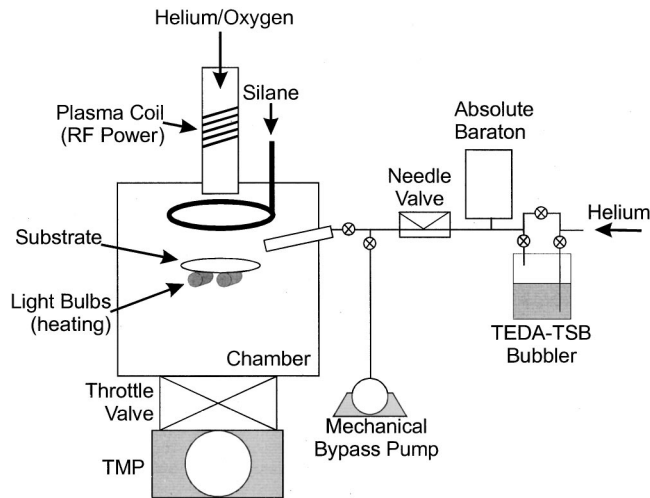 Helium/Oxygen
Plasma Coil
(RF Power)
Silane
Absolute
Baraton
Needle
Valve
Helium
Substrate
Light Bulbs
(heating)
TEDA-TSB
Bubbler
Chamber
Throttle
Valve
Mechanical
Bypass Pump
TMP